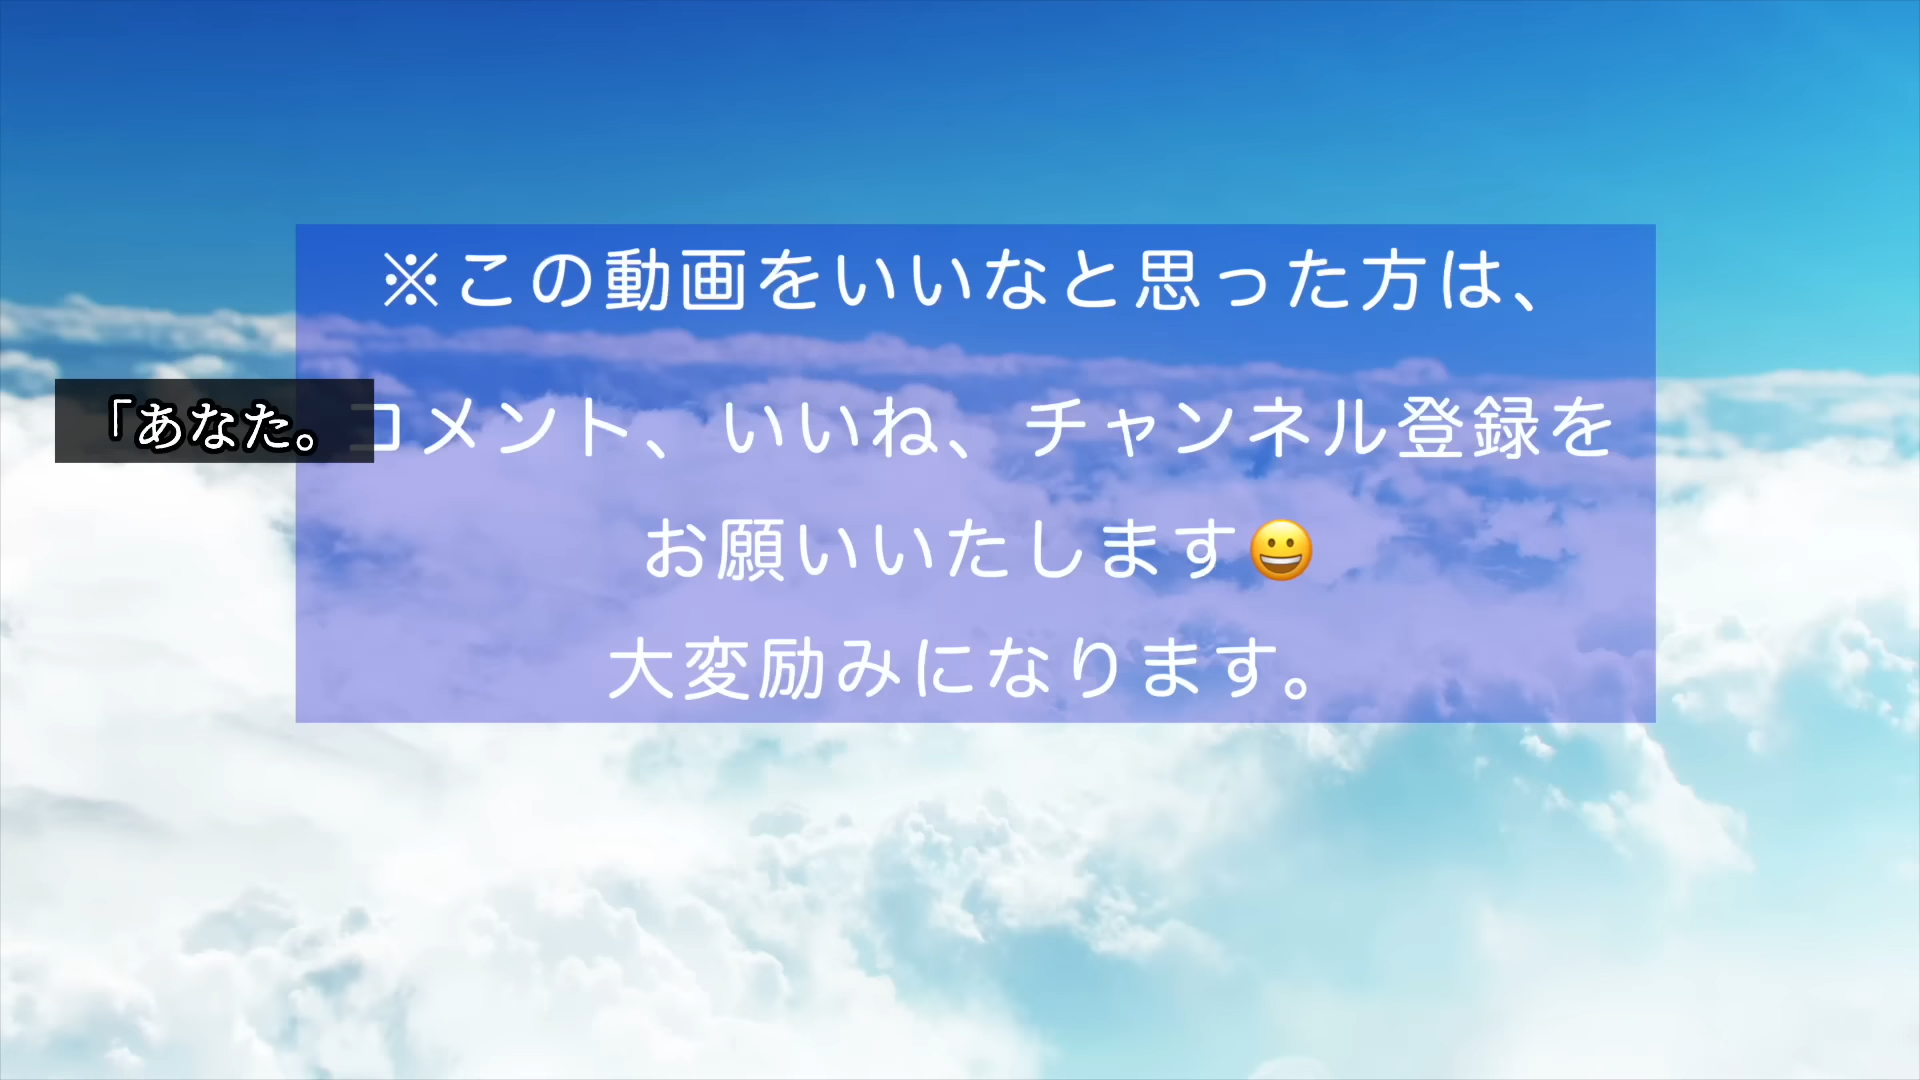 ※この動画をいいなと思った方は、
「あなた。
コメント、いいね、チャンネル登録を
お願いいたします😀
大変励みになります。